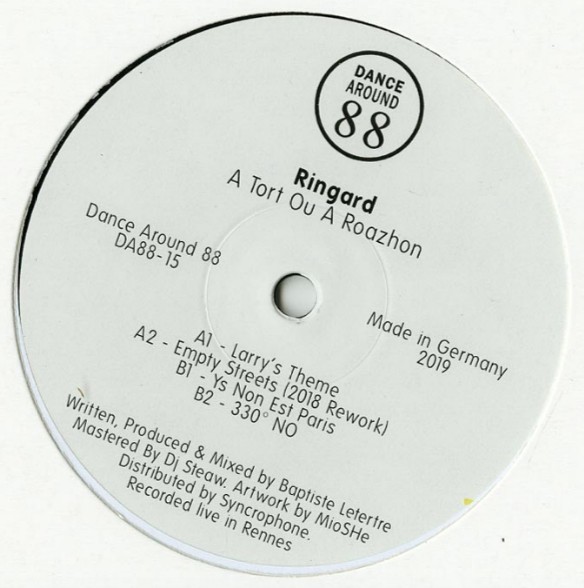 DANCE
AROUND
88
Ringard
A Tort Ou A Roazhon
Dance Around 88
DA88-15
Made in Germany
2019
A1 - Larry's Theme
A2 - Empty Streets (2018 Rework)
B1 - Ys Non Est Paris
B2 - 330° NO
Written, Produced & Mixed by Baptiste Letertre
Mastered By Dj Steaw. Artwork by MioSHe
Distributed by Syncrophone.
Recorded live in Rennes